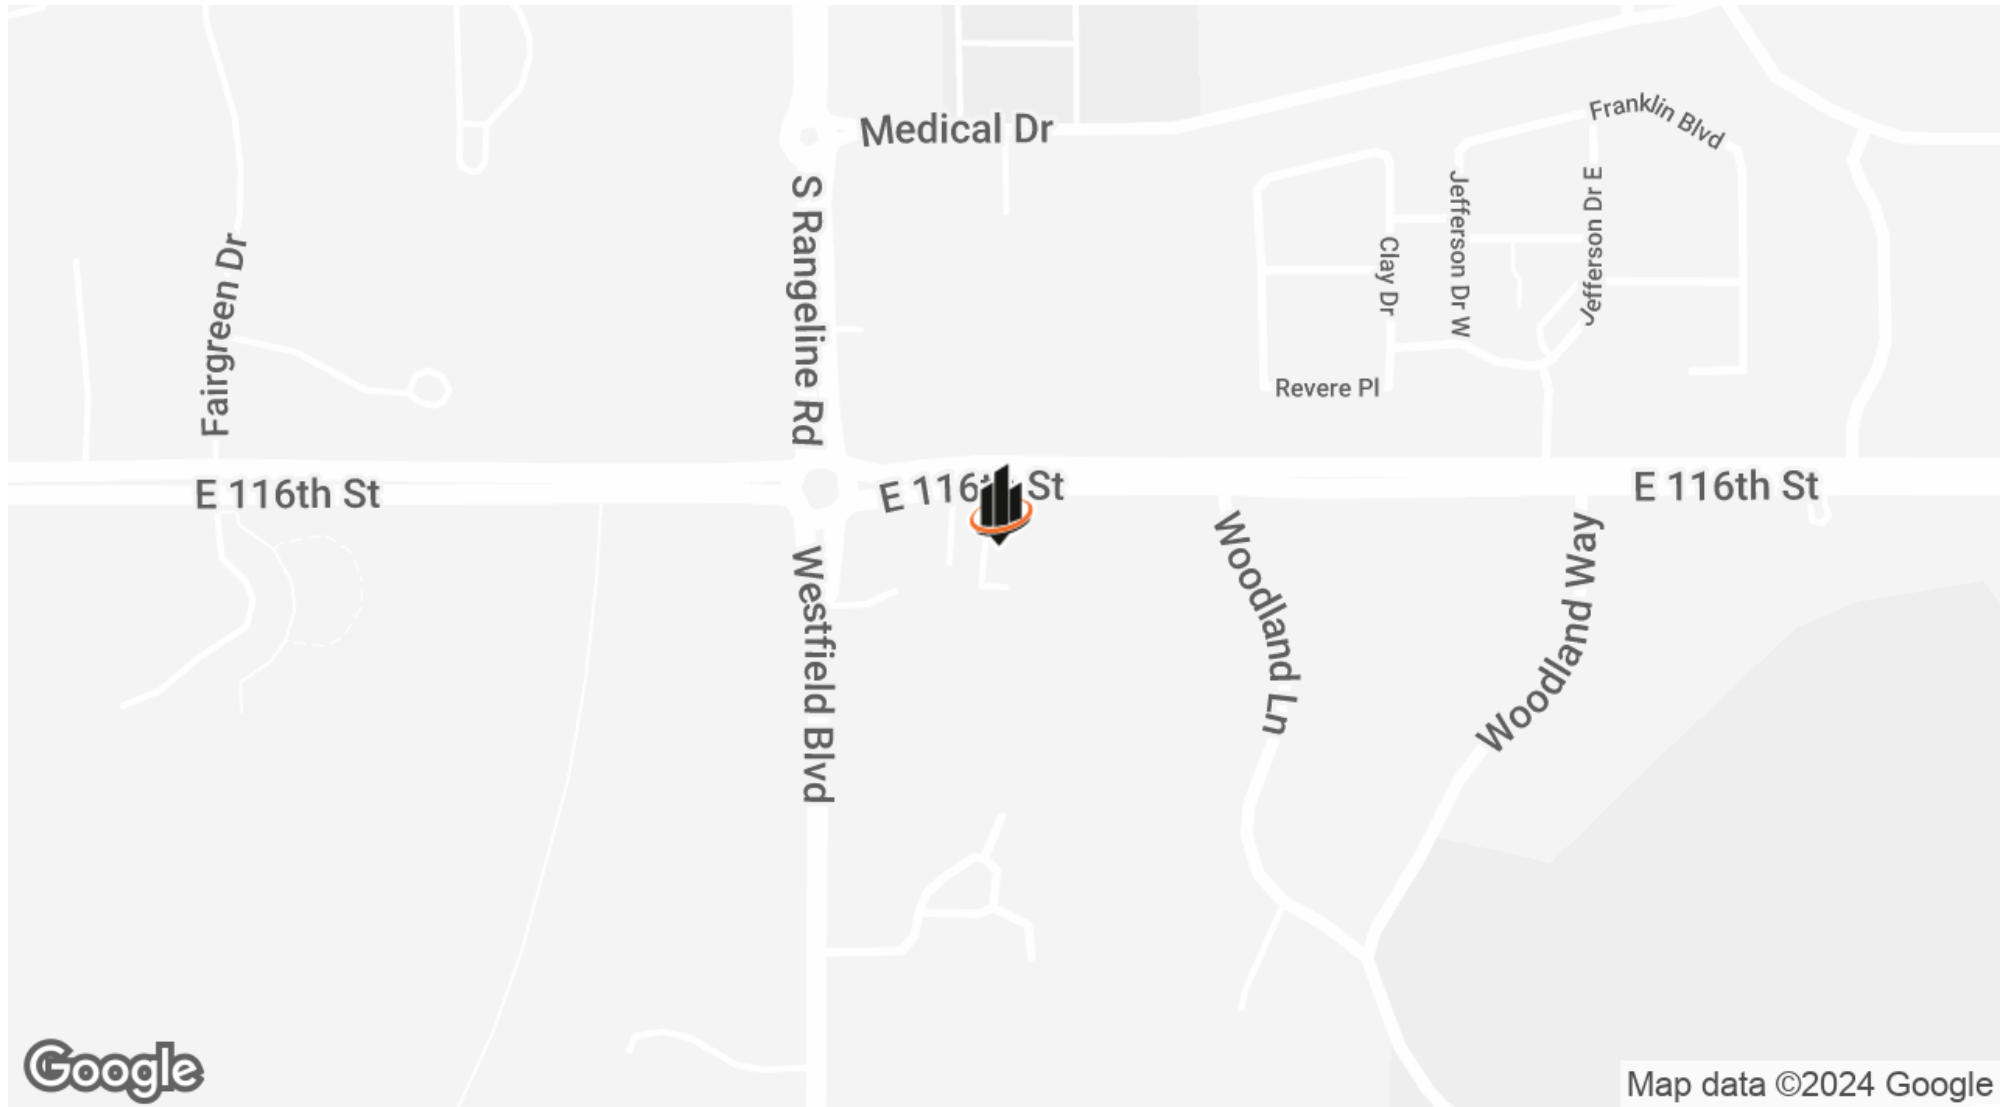 Franklin Blvd
Medical Dr
S Rangeline Rd
Jefferson Dr W
Jefferson Dr E
Clay Dr
Fairgreen Dr
Revere Pl
E 116th St
E 116 St
E 116th St
Woodland Ln
Woodland Way
Westfield Blvd
Google
Map data ©2024 Google